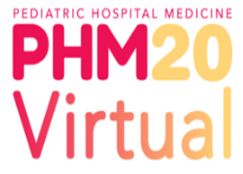 PEDIATRIC HOSPITAL MEDICINE
PHM20
Virtual